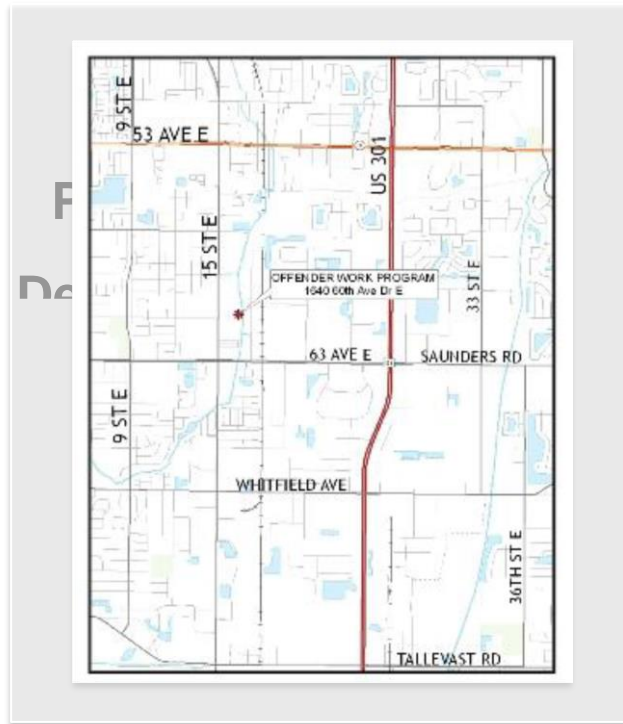 9 ST E
53 AVE E
US 301
15 ST E
OFFENDER WORK PROGRAM
1640 60th Ave Dr E
33 ST E
63 AVE E
SAUNDERS RD
9 ST E
WHITFIELD AVE
36TH ST E
TALLEVAST RD